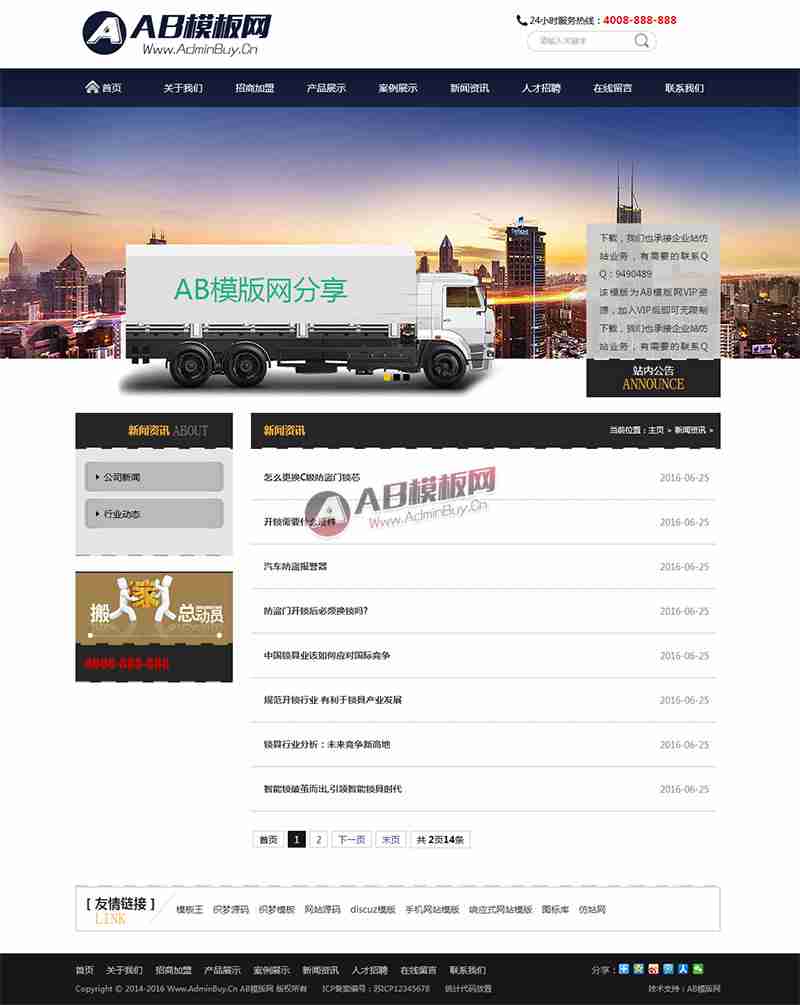 AB模板网
Www.AdminBuy.Cn
24小时服务热线：4008-888-888
请输入关键字
首页 关于我们 招商加盟 产品展示 案例展示 新闻资讯 人才招聘 在线留言 联系我们
AB模版网分享
下载，我们也承接企业站仿
站业务，有需要的联系Q
Q：9490489
该模版为AB模版网VIP资
源，加入VIP后即可无限制
下载，我们也承接企业站仿
站业务，有需要的联系Q
站内公告
ANNOUNCE
新闻资讯 ABOUT
公司新闻
行业动态
搬家总动员
4008-888-888
新闻资讯 当前位置：主页 > 新闻资讯 >
怎么更换C级防盗门锁芯 2016-06-25
AB模板网
Www.AdminBuy.Cn
开锁需要什么证件 2016-06-25
汽车防盗报警器 2016-06-25
防盗门开锁后必须换锁吗? 2016-06-25
中国锁具业该如何应对国际竞争 2016-06-25
规范开锁行业 有利于锁具产业发展 2016-06-25
锁具行业分析：未来竞争新高地 2016-06-25
智能锁破茧而出,引领智能锁具时代 2016-06-25
首页 1 2 下一页 末页 共 2页14条
[ 友情链接 ]
LINK
模板王 织梦源码 织梦模板 网站源码 discuz模版 手机网站模版 响应式网站模版 图标库 仿站网
首页 关于我们 招商加盟 产品展示 案例展示 新闻资讯 人才招聘 在线留言 联系我们 分享：
Copyright © 2014-2016 Www.AdminBuy.Cn AB模版网 版权所有 ICP备案编号：苏ICP12345678 统计代码放置 技术支持：AB模版网